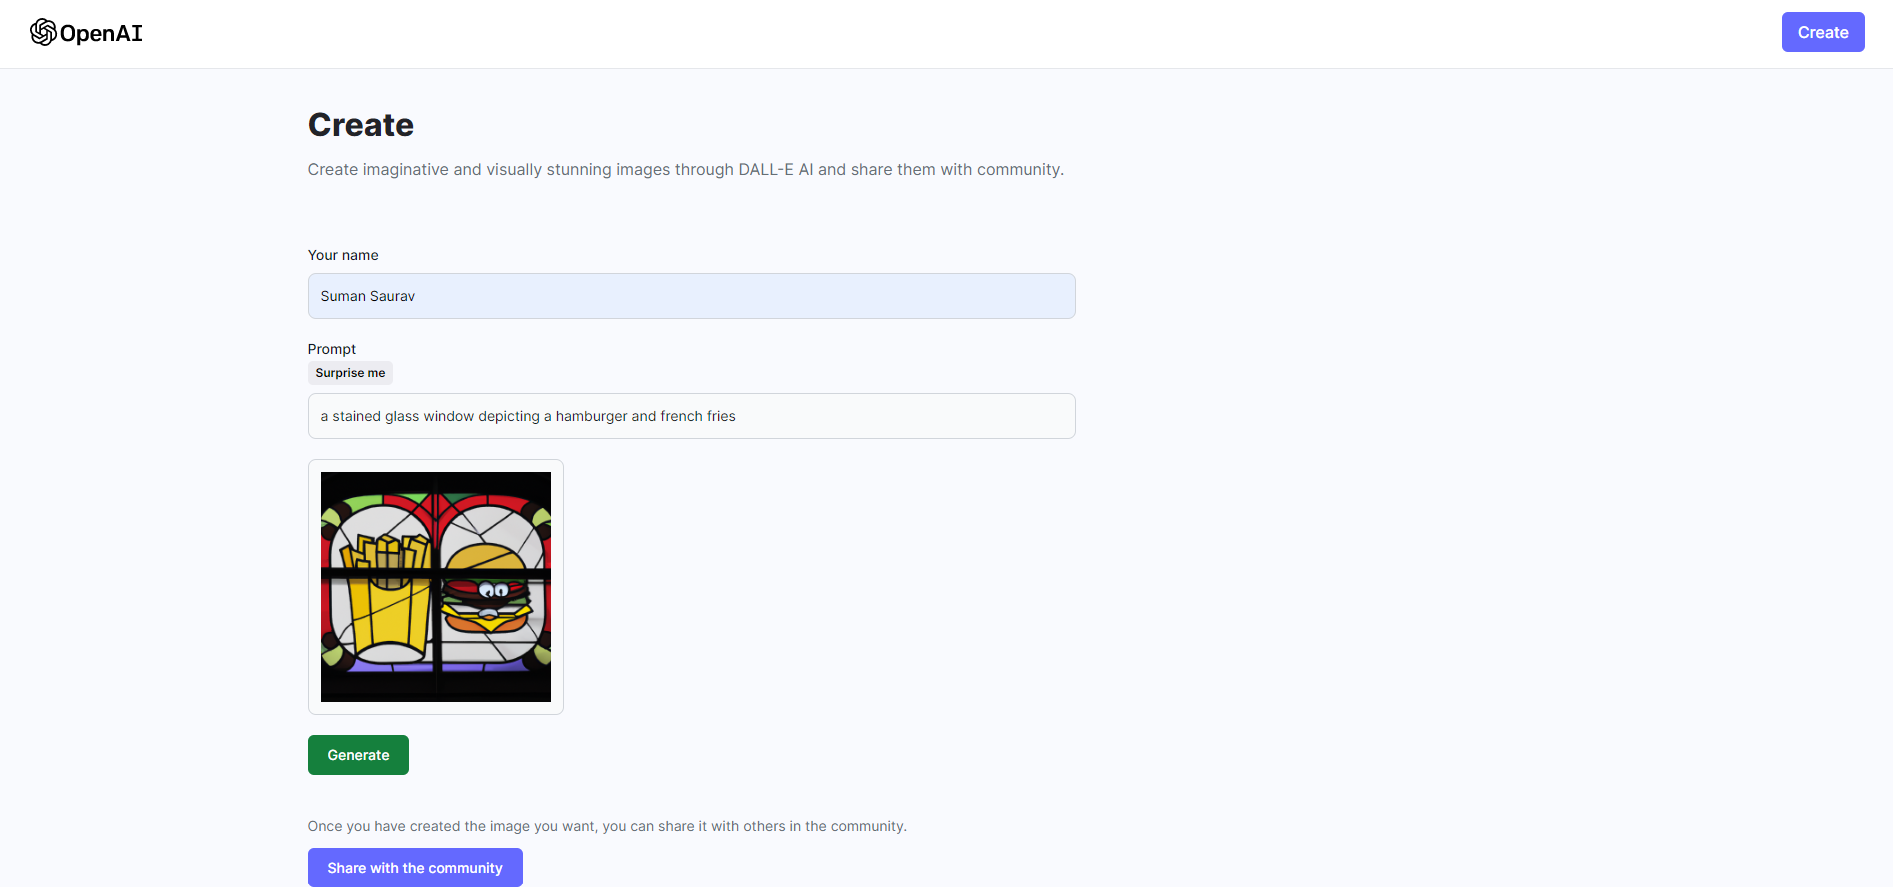 OpenAI
Create
Create
Create imaginative and visually stunning images through DALL-E AI and share them with community.
Your name
Suman Saurav
Prompt
Surprise me
a stained glass window depicting a hamburger and french fries
Generate
Once you have created the image you want, you can share it with others in the community.
Share with the community